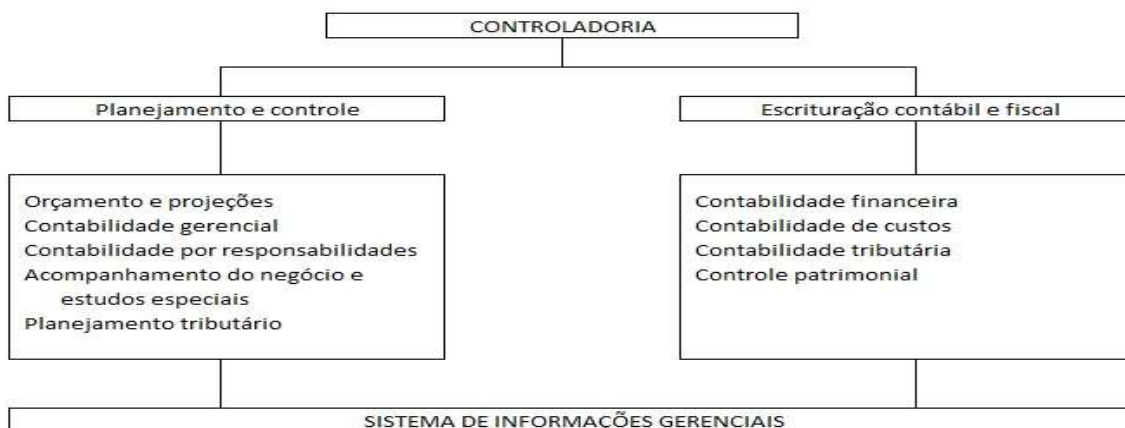 CONTROLADORIA
Planejamento e controle
Escrituração contábil e fiscal
Orçamento e projeções
Contabilidade gerencial
Contabilidade por responsabilidades
Acompanhamento do negócio e
estudos especiais
Planejamento tributário
Contabilidade financeira
Contabilidade de custos
Contabilidade tributária
Controle patrimonial
SISTEMA DE INFORMAÇÕES GERENCIAIS